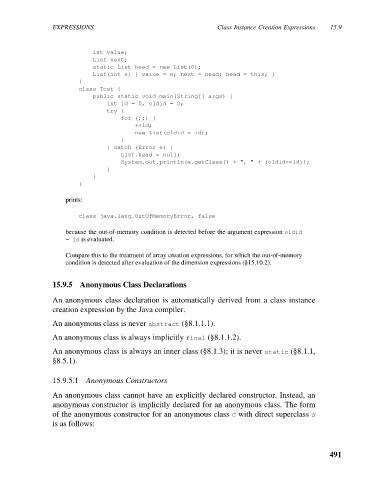 EXPRESSIONS Class Instance Creation Expressions 15.9
int value;
List next;
static List head = new List(0);
List(int n) { value = n; next = head; head = this; }
}
class Test {
public static void main(String[] args) {
int id = 0, oldid = 0;
try {
for (;;) {
++id;
new List(oldid = id);
}
} catch (Error e) {
List.head = null;
System.out.println(e.getClass() + ", " + (oldid==id));
}
}
}
prints:
class java.lang.OutOfMemoryError, false
because the out-of-memory condition is detected before the argument expression oldid
= id is evaluated.
Compare this to the treatment of array creation expressions, for which the out-of-memory
condition is detected after evaluation of the dimension expressions (§15.10.2).
15.9.5 Anonymous Class Declarations
An anonymous class declaration is automatically derived from a class instance
creation expression by the Java compiler.
An anonymous class is never abstract (§8.1.1.1).
An anonymous class is always implicitly final (§8.1.1.2).
An anonymous class is always an inner class (§8.1.3); it is never static (§8.1.1,
§8.5.1).
15.9.5.1 Anonymous Constructors
An anonymous class cannot have an explicitly declared constructor. Instead, an
anonymous constructor is implicitly declared for an anonymous class. The form
of the anonymous constructor for an anonymous class C with direct superclass S
is as follows:
491